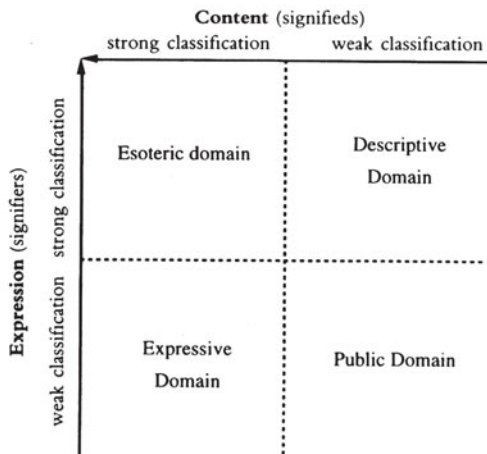 Content (signifieds)
strong classification weak classification
Expression (signifiers)
strong classification
weak classification
Esoteric domain
Descriptive
Domain
Expressive
Domain
Public Domain